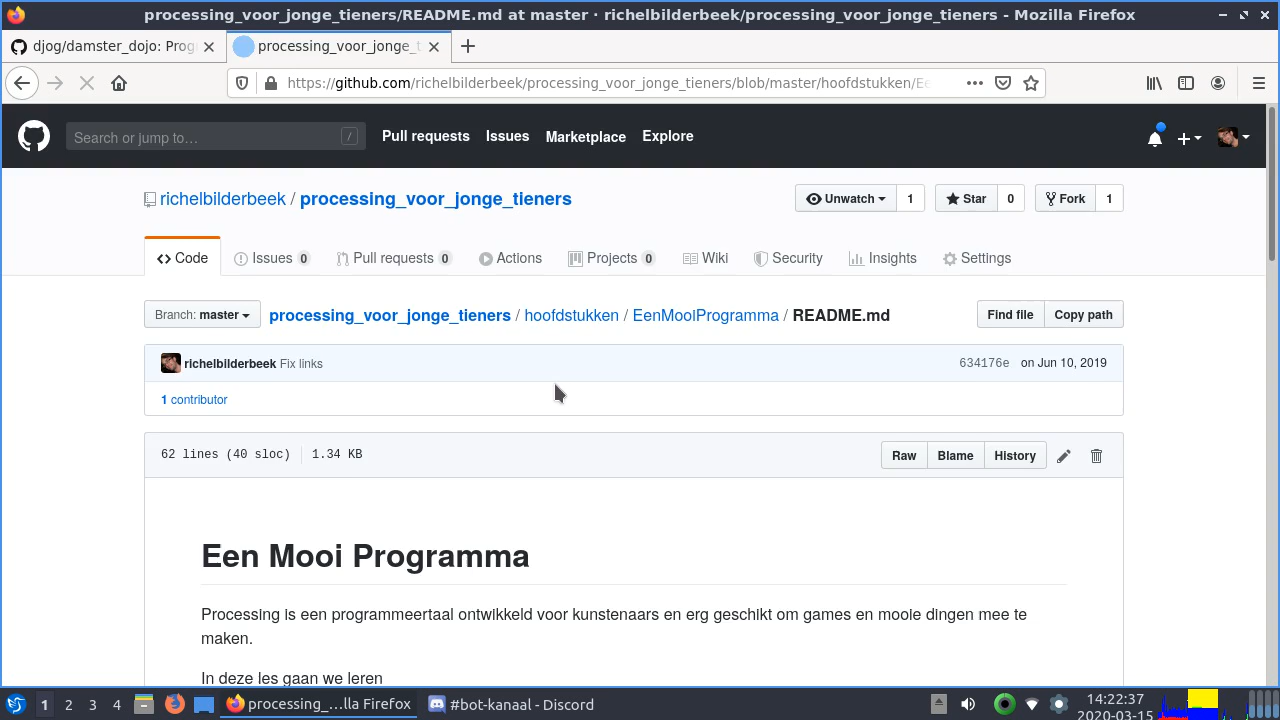 processing_voor_jonge_tieners/README.md at master · richelbilderbeek/processing_voor_jonge_tieners - Mozilla Firefox
djog/damster_dojo: Prog
processing_voor_jonge_t
https://github.com/richelbilderbeek/processing_voor_jonge_tieners/blob/master/hoofdstukken/Ee
Search or jump to… /
Pull requests Issues Marketplace Explore
richelbilderbeek / processing_voor_jonge_tieners
Unwatch 1 Star 0 Fork 1
Code Issues 0 Pull requests 0 Actions Projects 0 Wiki Security Insights Settings
Branch: master processing_voor_jonge_tieners / hoofdstukken / EenMooiProgramma / README.md Find file Copy path
richelbilderbeek Fix links 634176e on Jun 10, 2019
1 contributor
62 lines (40 sloc) 1.34 KB Raw Blame History
Een Mooi Programma
Processing is een programmeertaal ontwikkeld voor kunstenaars en erg geschikt om games en mooie dingen mee te
maken.
In deze les gaan we leren
1 2 3 4 processing_...lla Firefox #bot-kanaal - Discord 14:22:37
2020-03-15